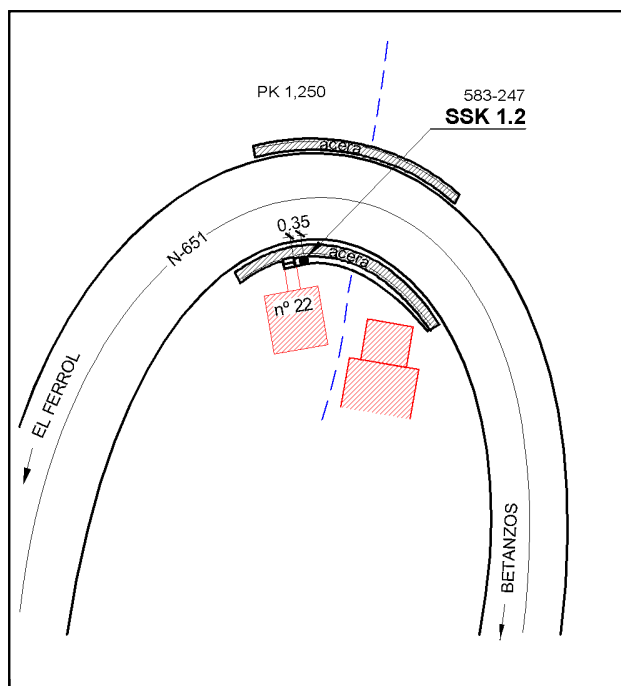 PK 1,250
583-247
SSK 1.2
acera
0.35
N-651
acera
nº 22
EL FERROL
BETANZOS